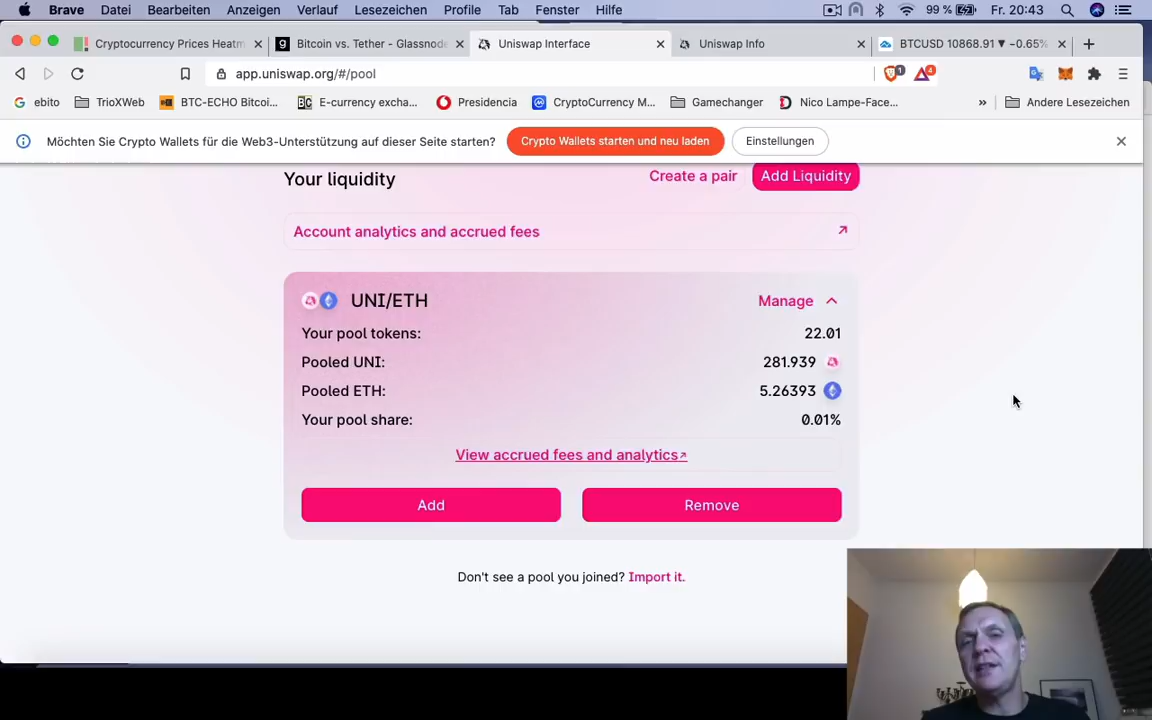 Brave Datei Bearbeiten Anzeigen Verlauf Lesezeichen Profile Tab Fenster Hilfe 99 % Fr. 20:43
Cryptocurrency Prices Heatm Bitcoin vs. Tether - Glassnode Uniswap Interface Uniswap Info BTCUSD 10868.91 ▼ −0.65%
app.uniswap.org/#/pool 1 4
ebito TrioXWeb BTC-ECHO Bitcoi... E-currency excha... Presidencia CryptoCurrency M... Gamechanger Nico Lampe-Face... » Andere Lesezeichen
Möchten Sie Crypto Wallets für die Web3-Unterstützung auf dieser Seite starten? Crypto Wallets starten und neu laden Einstellungen
Your liquidity Create a pair Add Liquidity
Account analytics and accrued fees ↗
UNI/ETH Manage
Your pool tokens: 22.01
Pooled UNI: 281.939
Pooled ETH: 5.26393
Your pool share: 0.01%
View accrued fees and analytics↗
Add Remove
Don't see a pool you joined? Import it.